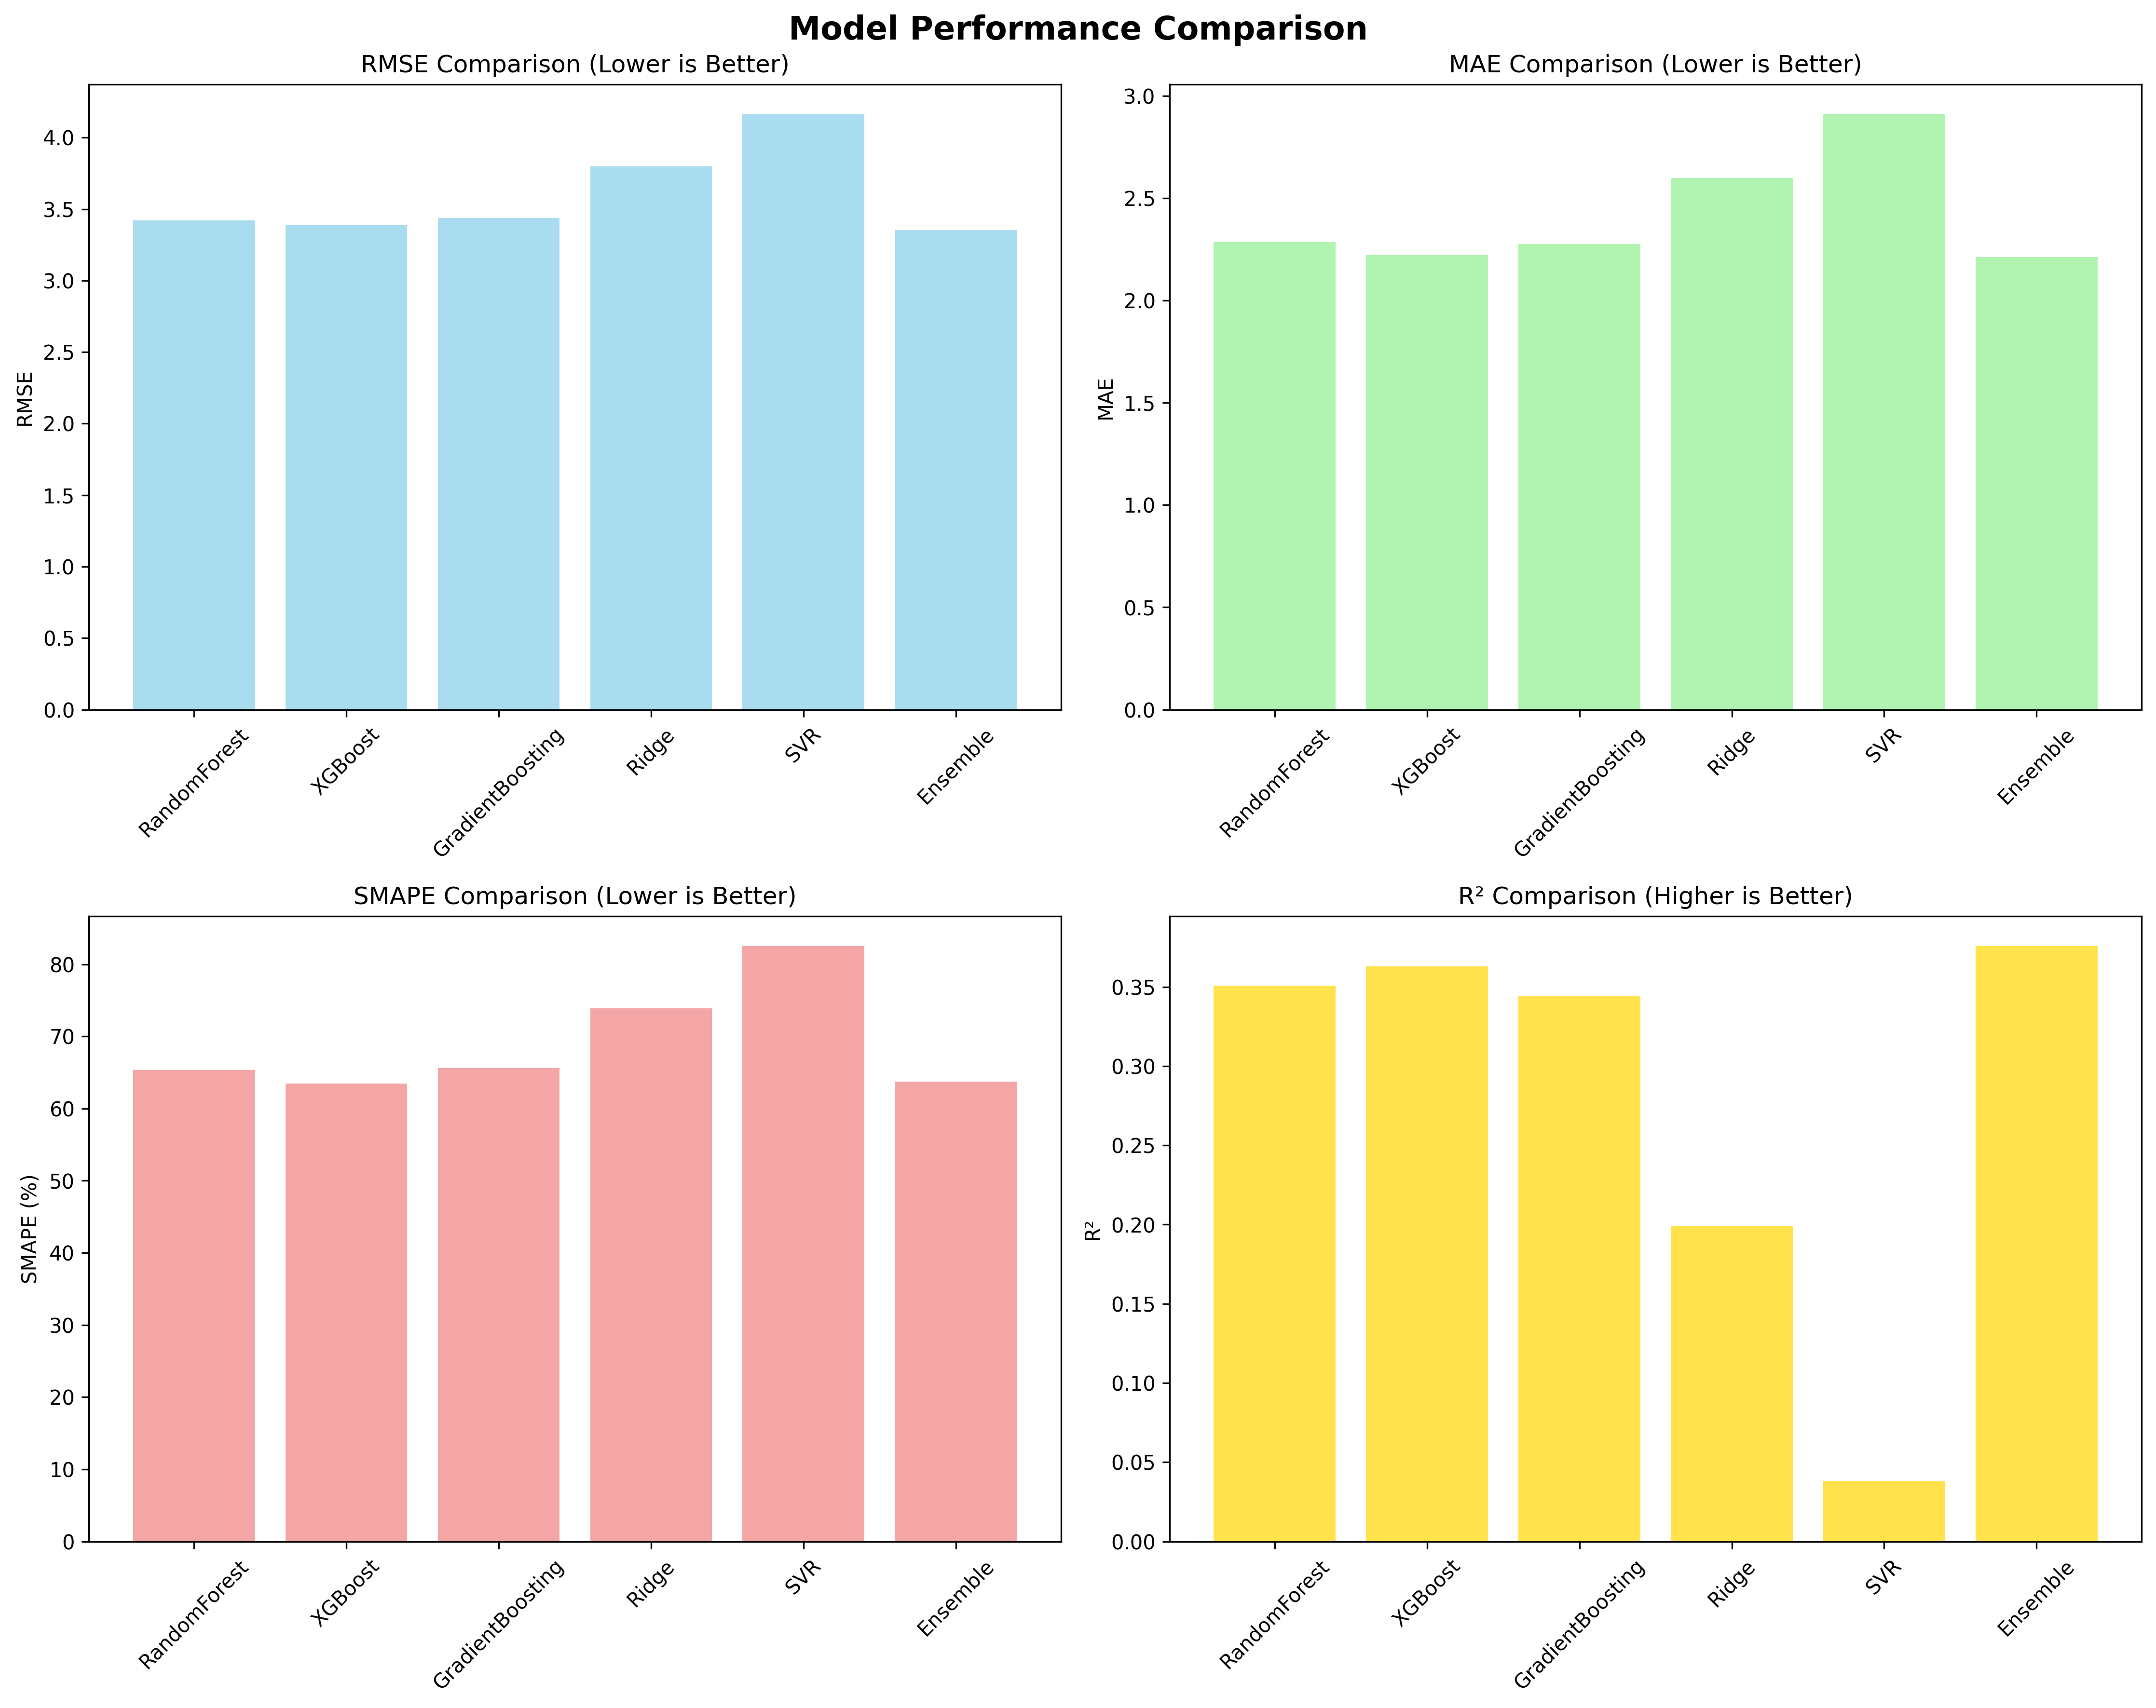 Model Performance Comparison
RMSE Comparison (Lower is Better)
RMSE
4.0
3.5
3.0
2.5
2.0
1.5
1.0
0.5
0.0
RandomForest
XGBoost
GradientBoosting
Ridge
SVR
Ensemble
MAE Comparison (Lower is Better)
MAE
3.0
2.5
2.0
1.5
1.0
0.5
0.0
RandomForest
XGBoost
GradientBoosting
Ridge
SVR
Ensemble
SMAPE Comparison (Lower is Better)
SMAPE (%)
80
70
60
50
40
30
20
10
0
RandomForest
XGBoost
GradientBoosting
Ridge
SVR
Ensemble
R² Comparison (Higher is Better)
R²
0.35
0.30
0.25
0.20
0.15
0.10
0.05
0.00
RandomForest
XGBoost
GradientBoosting
Ridge
SVR
Ensemble